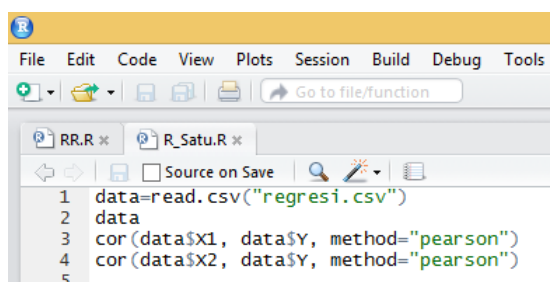 R
File Edit Code View Plots Session Build Debug Tools
Go to file/function
RR.R × R_Satu.R ×
Source on Save
1 data=read.csv("regresi.csv")
2 data
3 cor(data$X1, data$Y, method="pearson")
4 cor(data$X2, data$Y, method="pearson")
5